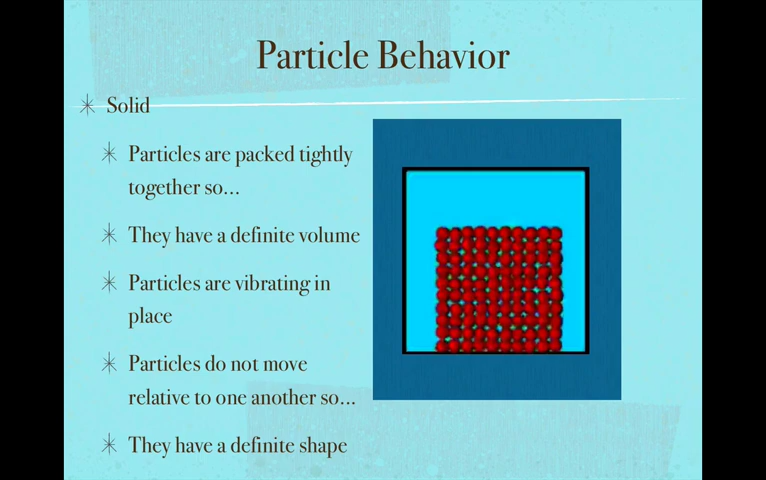 Particle Behavior
Solid
Particles are packed tightly
together so...
They have a definite volume
Particles are vibrating in
place
Particles do not move
relative to one another so...
They have a definite shape